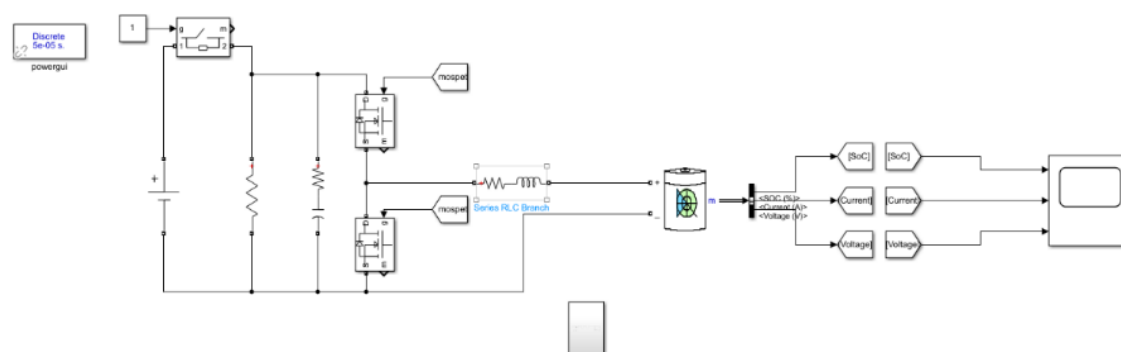 Discrete
5e-05 s.
powergui
1
g
m
1
2
mospet
g
m
Series RLC Branch
mospet
g
m
+
+
_
m
<SOC (%)>
<Current (A)>
<Voltage (V)>
[SoC]
[SoC]
[Current]
[Current
[Voltage]
[Voltage